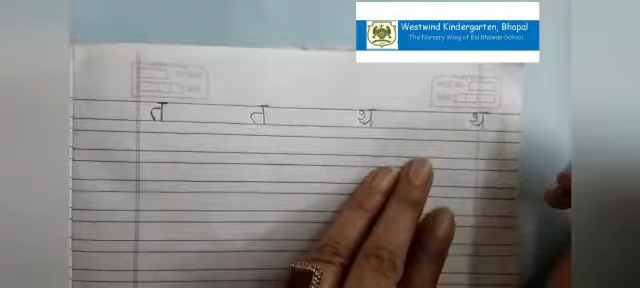 Westwind Kindergarten, Bhopal
The Nursery Wing of Bal Bhawan School
त त थ थ